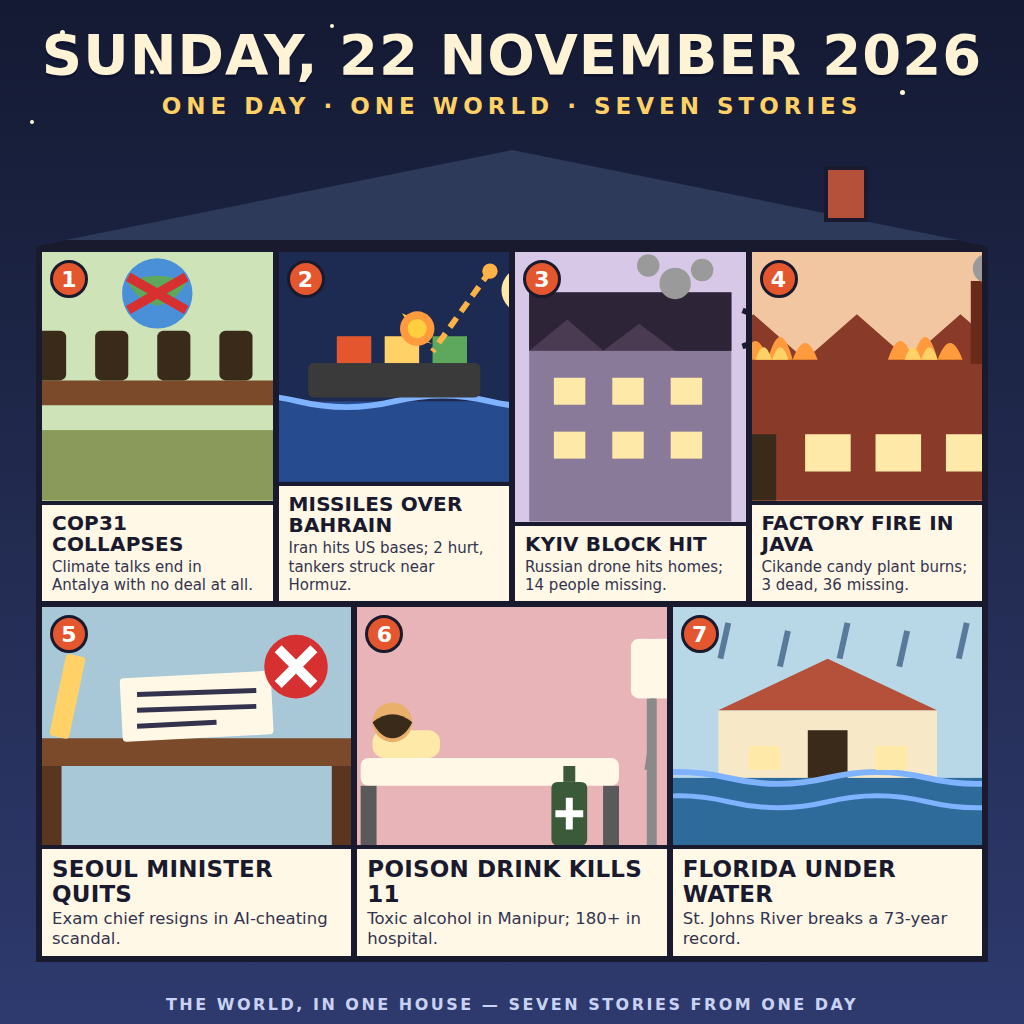 SUNDAY, 22 NOVEMBER 2026
ONE DAY · ONE WORLD · SEVEN STORIES
1
COP31
COLLAPSES
Climate talks end in
Antalya with no deal at all.
2
MISSILES OVER
BAHRAIN
Iran hits US bases; 2 hurt,
tankers struck near
Hormuz.
3
KYIV BLOCK HIT
Russian drone hits homes;
14 people missing.
4
FACTORY FIRE IN
JAVA
Cikande candy plant burns;
3 dead, 36 missing.
5
SEOUL MINISTER
QUITS
Exam chief resigns in AI-cheating
scandal.
6
POISON DRINK KILLS
11
Toxic alcohol in Manipur; 180+ in
hospital.
7
FLORIDA UNDER
WATER
St. Johns River breaks a 73-year
record.
THE WORLD, IN ONE HOUSE — SEVEN STORIES FROM ONE DAY